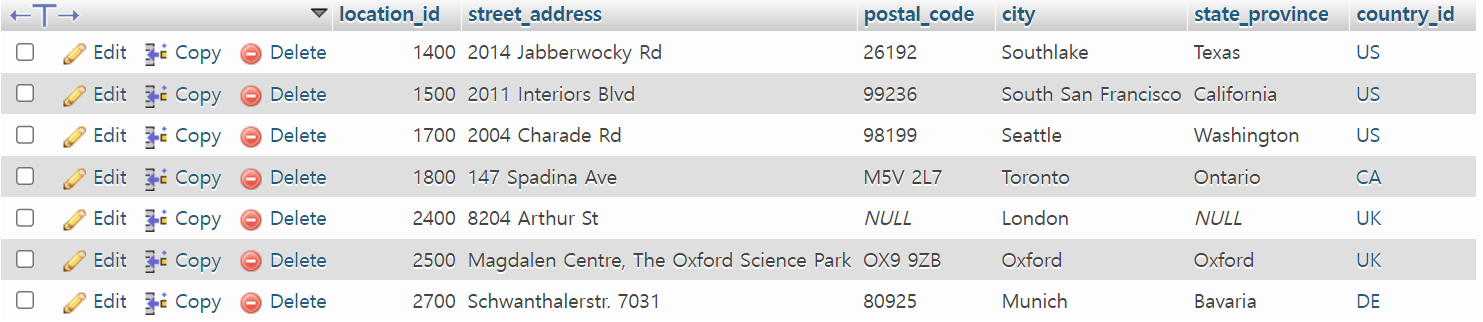 location_id street_address postal_code city state_province country_id
Edit Copy Delete 1400 2014 Jabberwocky Rd 26192 Southlake Texas US
Edit Copy Delete 1500 2011 Interiors Blvd 99236 South San Francisco California US
Edit Copy Delete 1700 2004 Charade Rd 98199 Seattle Washington US
Edit Copy Delete 1800 147 Spadina Ave M5V 2L7 Toronto Ontario CA
Edit Copy Delete 2400 8204 Arthur St NULL London NULL UK
Edit Copy Delete 2500 Magdalen Centre, The Oxford Science Park OX9 9ZB Oxford Oxford UK
Edit Copy Delete 2700 Schwanthalerstr. 7031 80925 Munich Bavaria DE